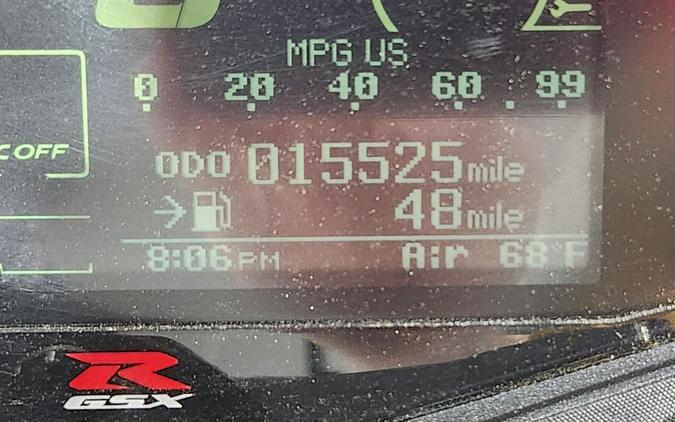 MPG US
0 20 40 60 .99
C OFF
ODO 015525 mile
→ 48 mile
8:06 PM Air 68°F
R
GSX